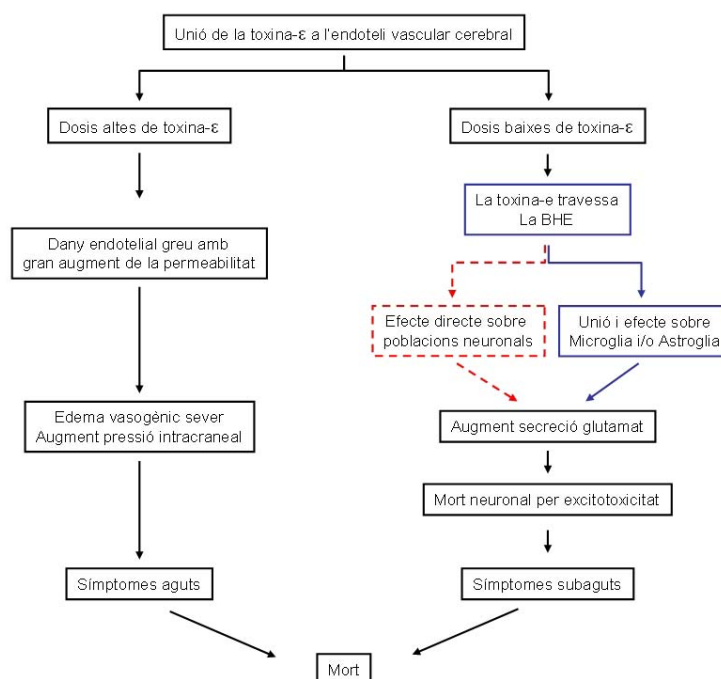 Unió de la toxina-ε a l'endoteli vascular cerebral
Dosis altes de toxina-ε
Dosis baixes de toxina-ε
La toxina-e travessa
La BHE
Dany endotelial greu amb
gran augment de la permeabilitat
Efecte directe sobre
poblacions neuronals
Unió i efecte sobre
Microglia i/o Astroglia
Edema vasogènic sever
Augment pressió intracraneal
Augment secreció glutamat
Mort neuronal per excitotoxicitat
Símptomes aguts
Símptomes subaguts
Mort